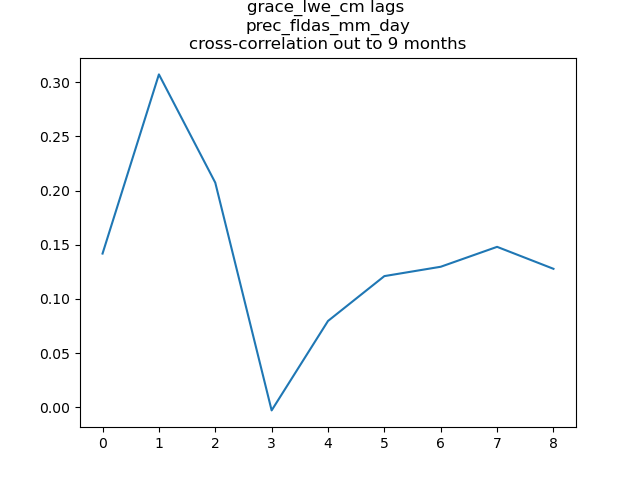 grace_lwe_cm lags
prec_fldas_mm_day
cross-correlation out to 9 months
0.30
0.25
0.20
0.15
0.10
0.05
0.00
0 1 2 3 4 5 6 7 8